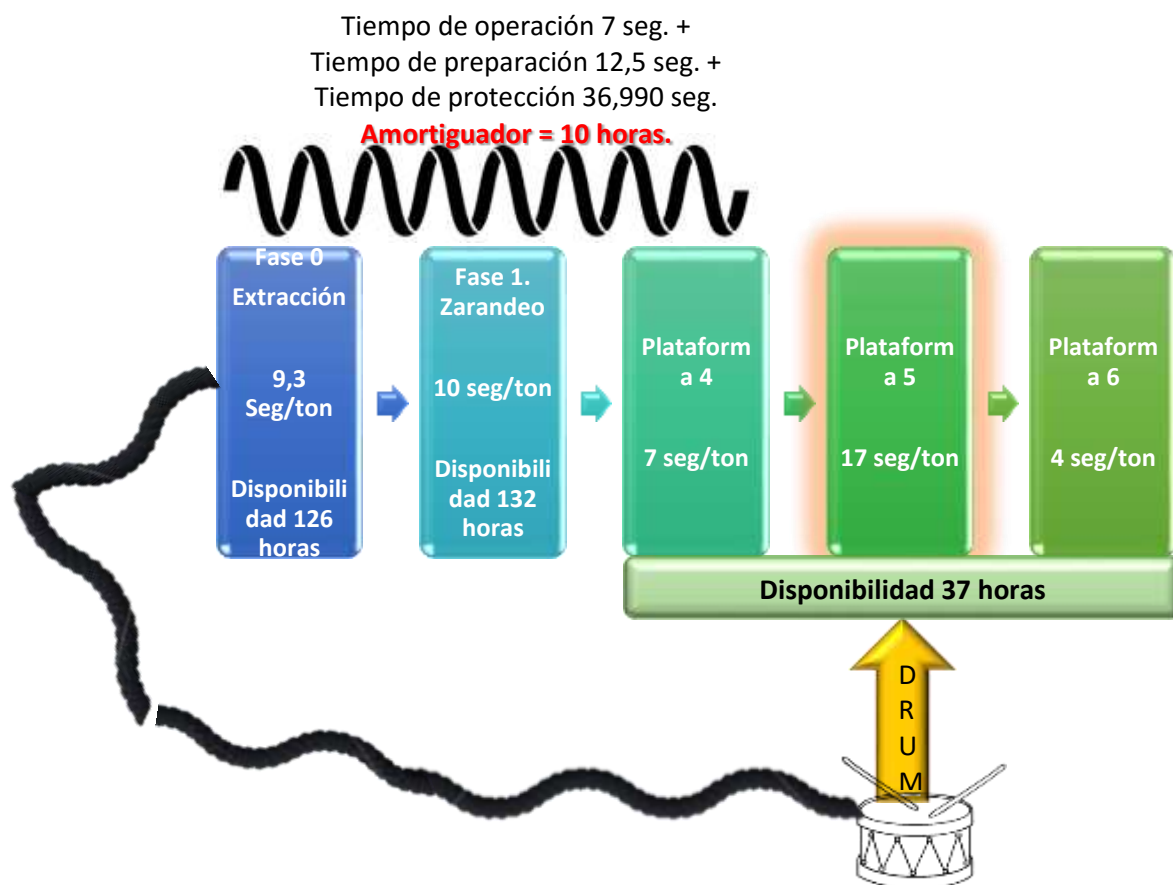 Tiempo de operación 7 seg. +
Tiempo de preparación 12,5 seg. +
Tiempo de protección 36,990 seg.
Amortiguador = 10 horas.
Fase 0
Extracción
9,3
Seg/ton
Disponibili
dad 126
horas
Fase 1.
Zarandeo
10 seg/ton
Disponibili
dad 132
horas
Plataform
a 4
7 seg/ton
Plataform
a 5
17 seg/ton
Plataform
a 6
4 seg/ton
Disponibilidad 37 horas
D
R
U
M